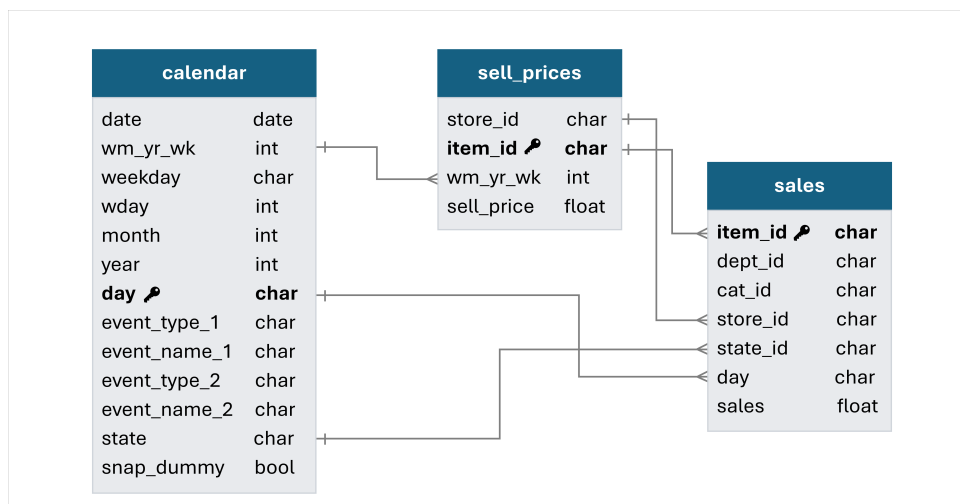 calendar
date date
wm_yr_wk int
weekday char
wday int
month int
year int
day char
event_type_1 char
event_name_1 char
event_type_2 char
event_name_2 char
state char
snap_dummy bool
sell_prices
store_id char
item_id char
wm_yr_wk int
sell_price float
sales
item_id char
dept_id char
cat_id char
store_id char
state_id char
day char
sales float